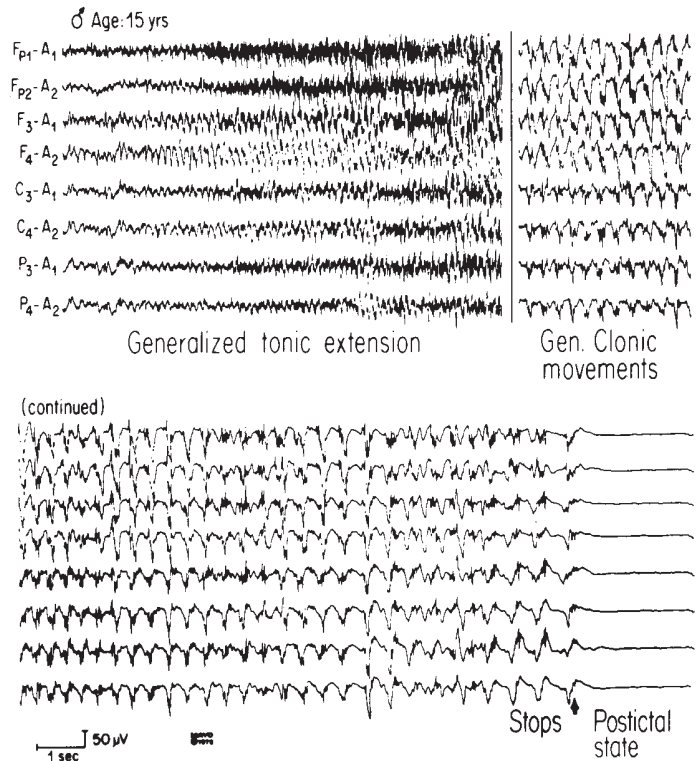 ♂ Age: 15 yrs
FP1-A1
FP2-A2
F3-A1
F4-A2
C3-A1
C4-A2
P3-A1
P4-A2
Generalized tonic extension
Gen. Clonic
movements
(continued)
Stops
Postictal
state
50 μV
1 sec